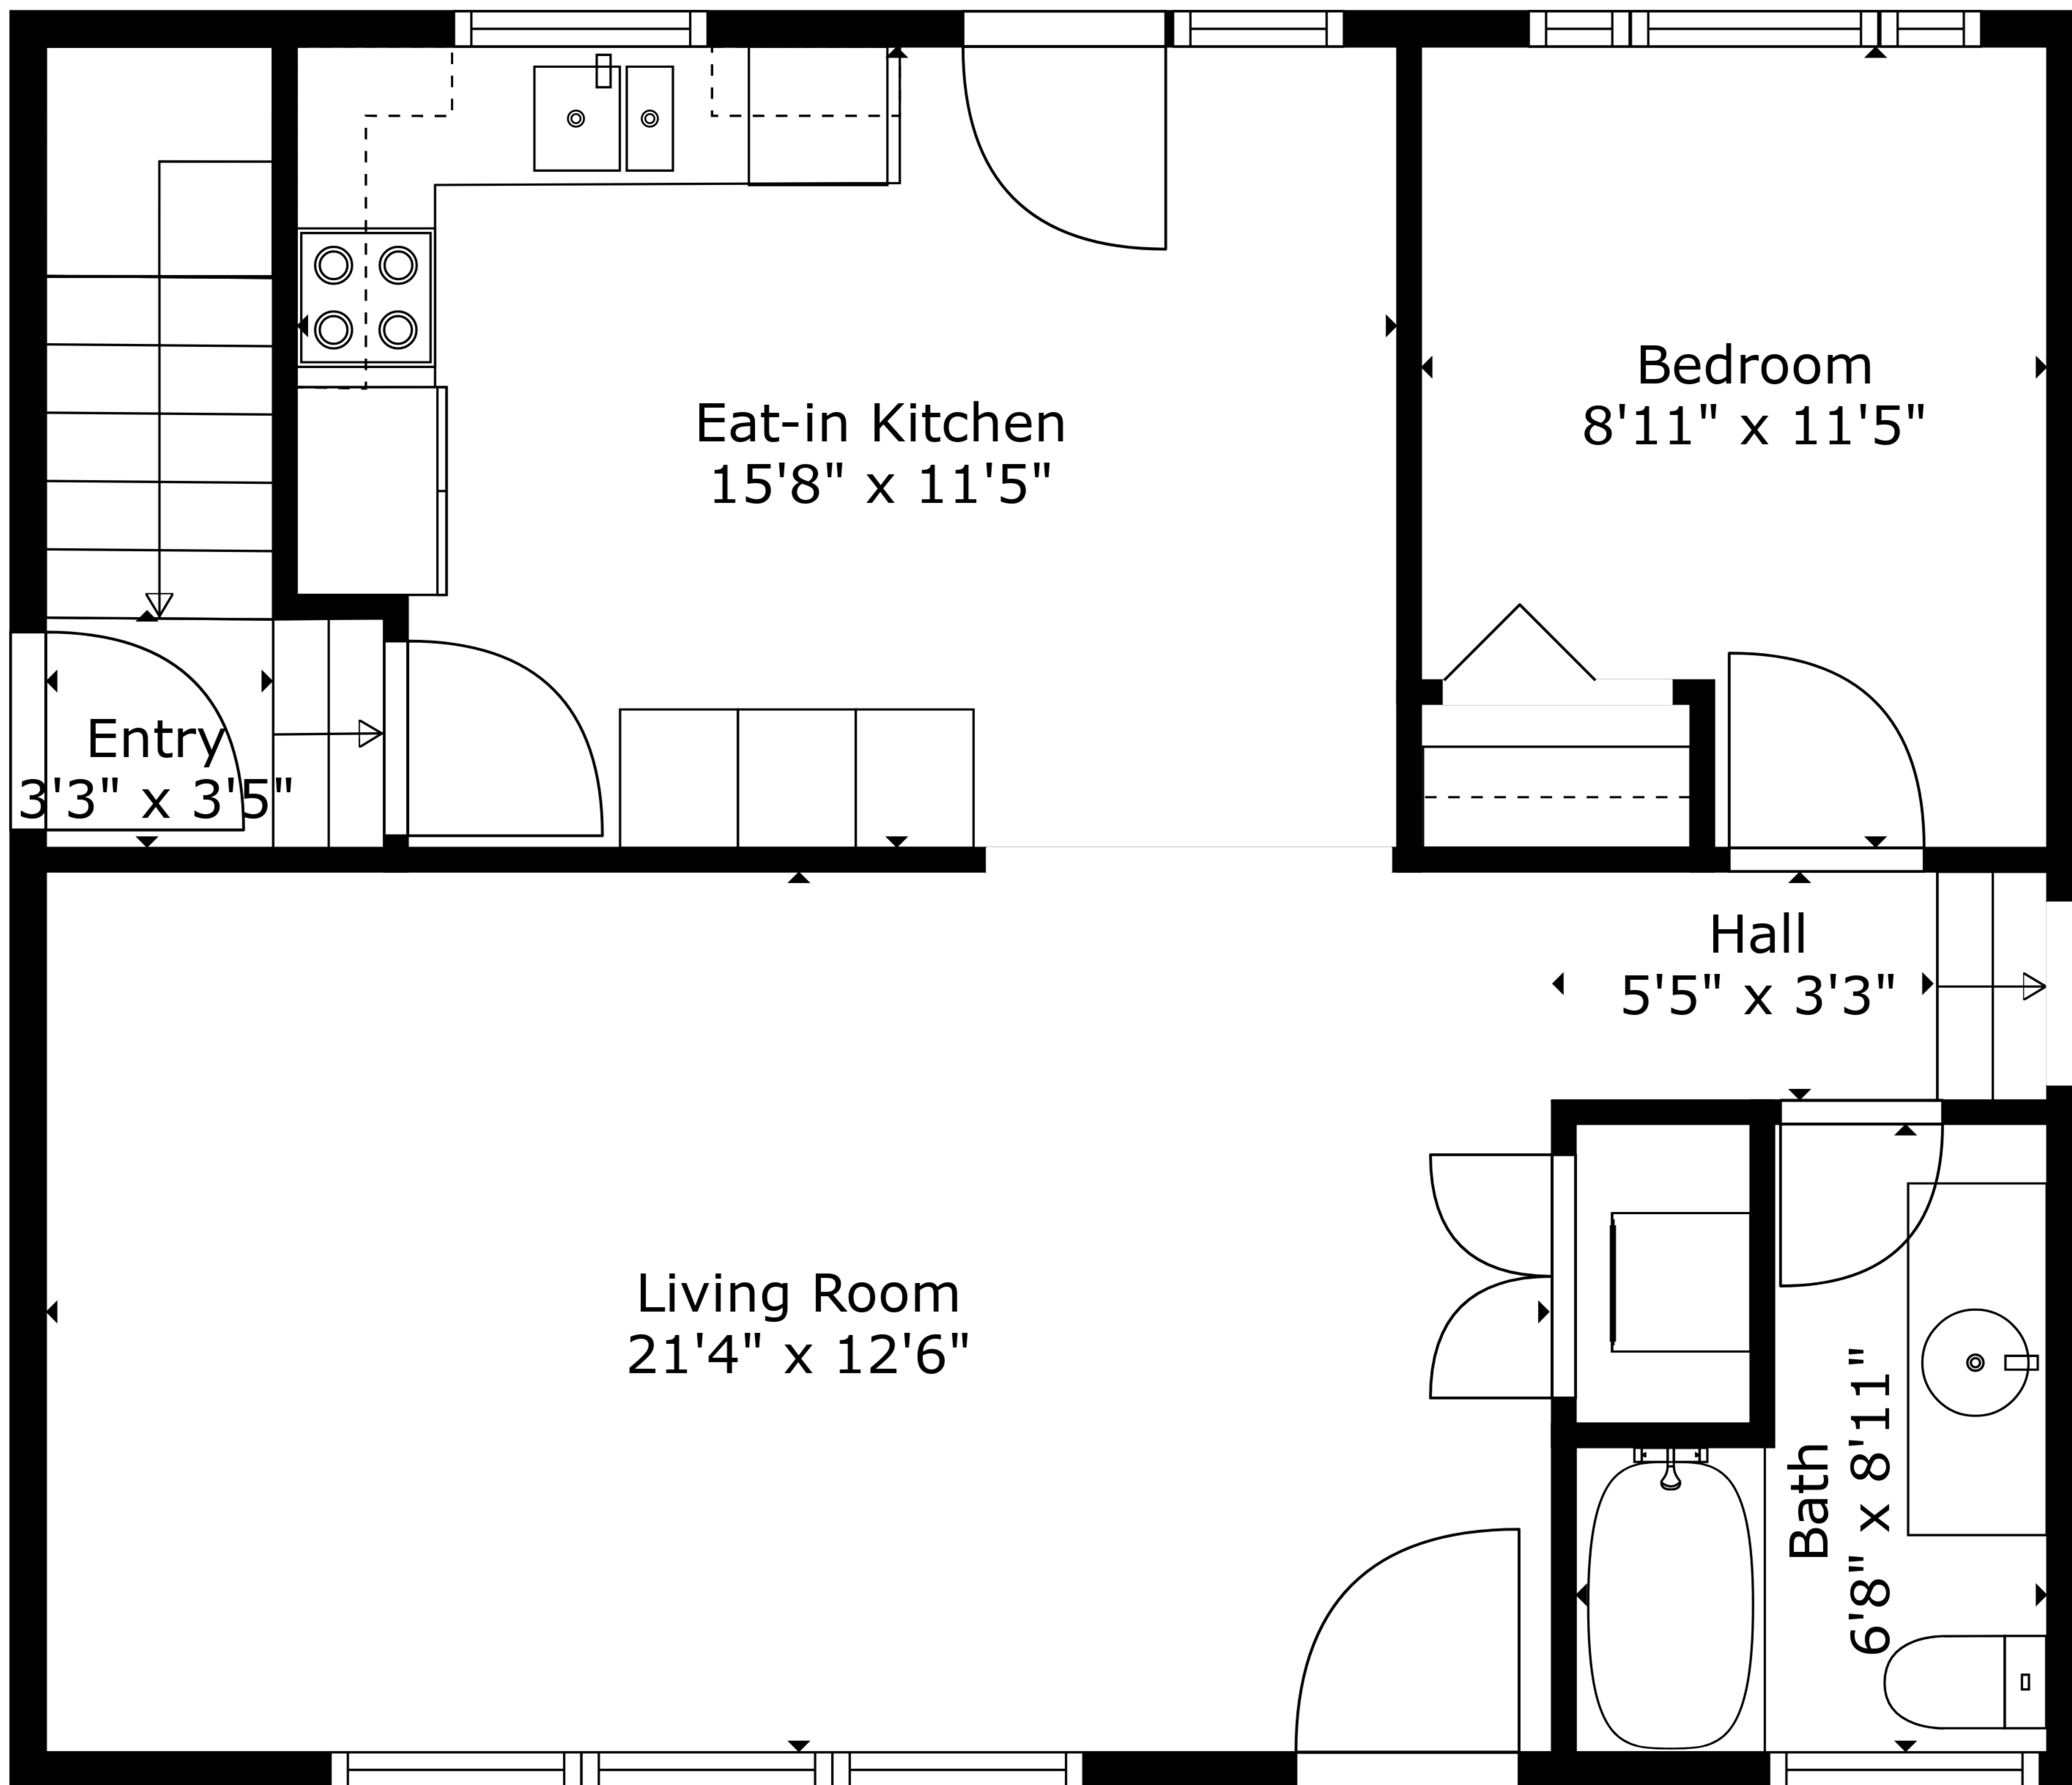 Bedroom
8'11" x 11'5"
Eat-in Kitchen
15'8" x 11'5"
Entry
3'3" x 3'5"
Hall
5'5" x 3'3"
Living Room
21'4" x 12'6"
Bath
6'8" x 8'11"